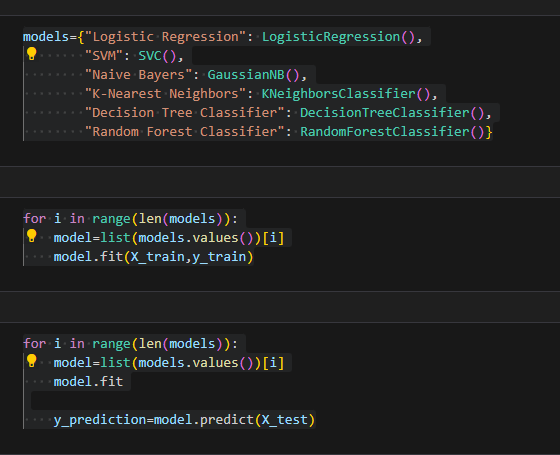 models={"Logistic Regression": LogisticRegression(),
        "SVM": SVC(),
        "Naive Bayers": GaussianNB(),
        "K-Nearest Neighbors": KNeighborsClassifier(),
        "Decision Tree Classifier": DecisionTreeClassifier(),
        "Random Forest Classifier": RandomForestClassifier()}
for i in range(len(models)):
    model=list(models.values())[i]
    model.fit(X_train,y_train)
for i in range(len(models)):
    model=list(models.values())[i]
    model.fit
    y_prediction=model.predict(X_test)